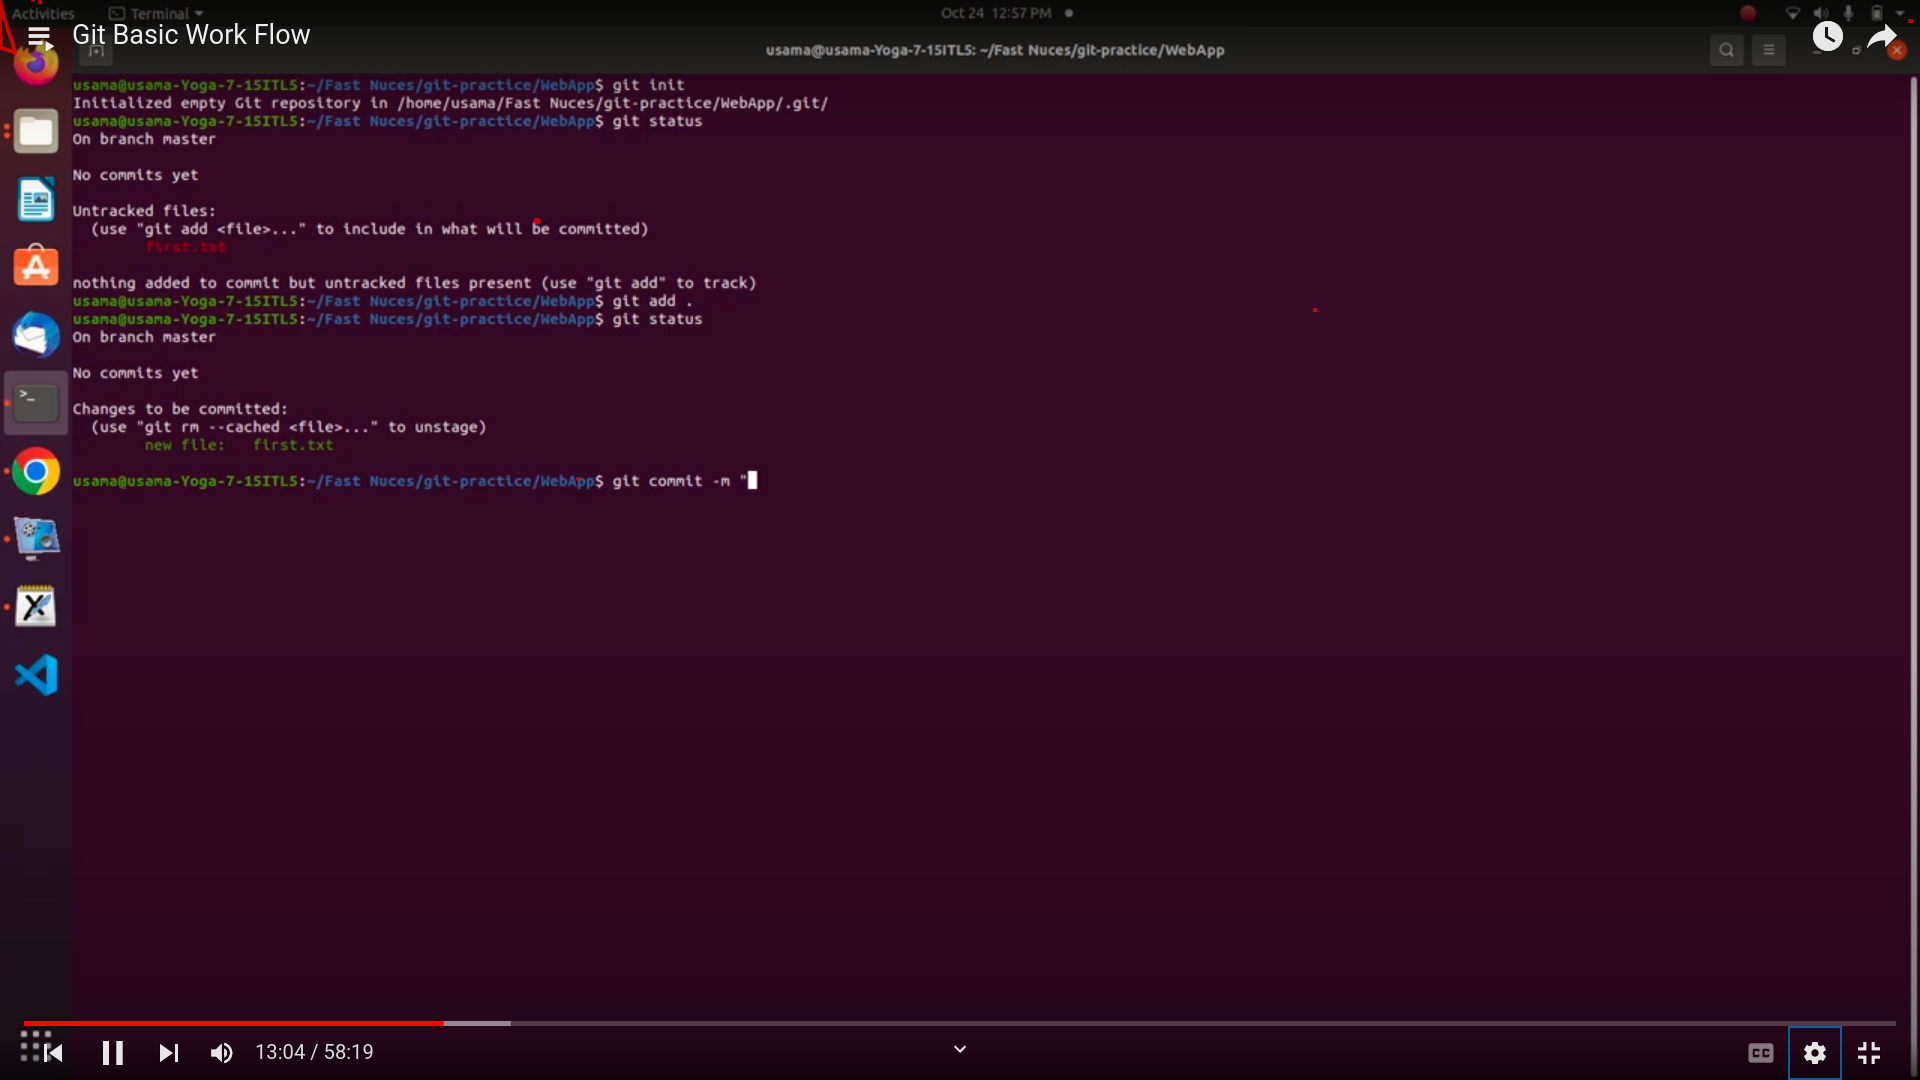 Activities
Terminal
Oct 24 12:57 PM
Git Basic Work Flow
usama@usama-Yoga-7-15ITL5: ~/Fast Nuces/git-practice/WebApp
usama@usama-Yoga-7-15ITL5:~/Fast Nuces/git-practice/WebApp$ git init
Initialized empty Git repository in /home/usama/Fast Nuces/git-practice/WebApp/.git/
usama@usama-Yoga-7-15ITL5:~/Fast Nuces/git-practice/WebApp$ git status
On branch master
No commits yet
Untracked files:
(use "git add <file>..." to include in what will be committed)
first.txt
nothing added to commit but untracked files present (use "git add" to track)
usama@usama-Yoga-7-15ITL5:~/Fast Nuces/git-practice/WebApp$ git add .
usama@usama-Yoga-7-15ITL5:~/Fast Nuces/git-practice/WebApp$ git status
On branch master
No commits yet
Changes to be committed:
(use "git rm --cached <file>..." to unstage)
new file:   first.txt
usama@usama-Yoga-7-15ITL5:~/Fast Nuces/git-practice/WebApp$ git commit -m "
13:04 / 58:19
CC